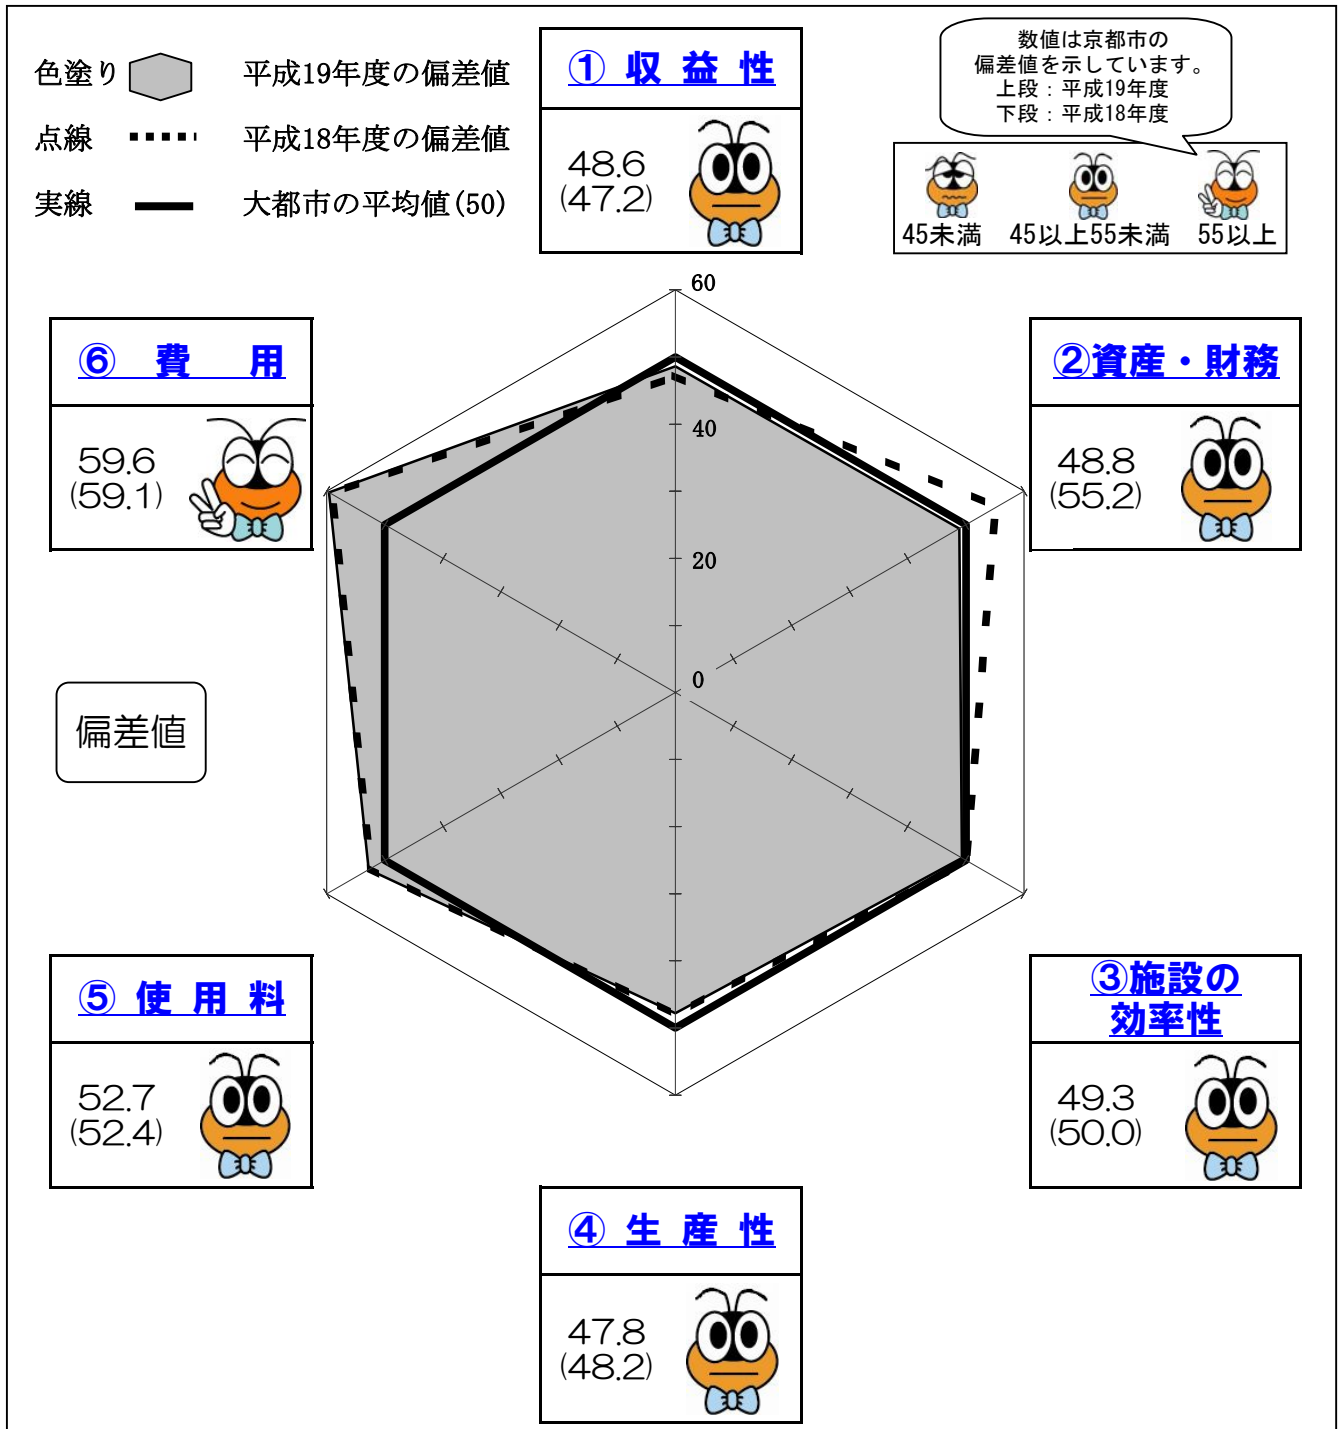 色塗り 平成19年度の偏差値
点線 平成18年度の偏差値
実線 大都市の平均値(50)
① 収 益 性
48.6
(47.2)
数値は京都市の
偏差値を示しています。
上段：平成19年度
下段：平成18年度
45未満 45以上55未満 55以上
⑥ 費 用
59.6
(59.1)
②資産・財務
48.8
(55.2)
60
40
20
0
偏差値
⑤ 使 用 料
52.7
(52.4)
③施設の
効率性
49.3
(50.0)
④ 生 産 性
47.8
(48.2)